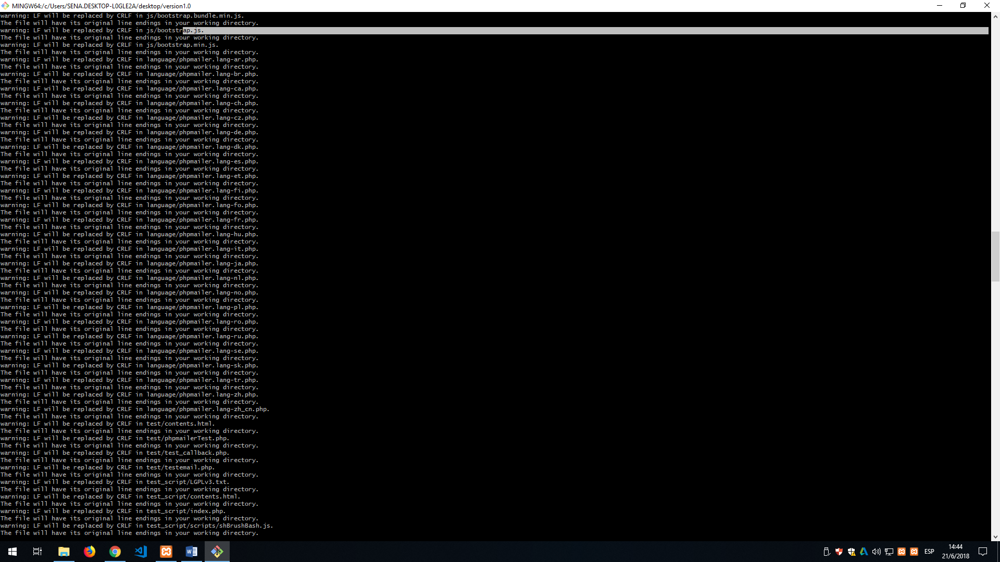 MINGW64:/c/Users/SENA.DESKTOP-L0GLE2A/desktop/version1.0
warning: LF will be replaced by CRLF in js/bootstrap.bundle.min.js.
The file will have its original line endings in your working directory.
warning: LF will be replaced by CRLF in js/bootstrap.js.
The file will have its original line endings in your working directory.
warning: LF will be replaced by CRLF in js/bootstrap.min.js.
The file will have its original line endings in your working directory.
warning: LF will be replaced by CRLF in language/phpmailer.lang-ar.php.
The file will have its original line endings in your working directory.
warning: LF will be replaced by CRLF in language/phpmailer.lang-br.php.
The file will have its original line endings in your working directory.
warning: LF will be replaced by CRLF in language/phpmailer.lang-ca.php.
The file will have its original line endings in your working directory.
warning: LF will be replaced by CRLF in language/phpmailer.lang-ch.php.
The file will have its original line endings in your working directory.
warning: LF will be replaced by CRLF in language/phpmailer.lang-cz.php.
The file will have its original line endings in your working directory.
warning: LF will be replaced by CRLF in language/phpmailer.lang-de.php.
The file will have its original line endings in your working directory.
warning: LF will be replaced by CRLF in language/phpmailer.lang-dk.php.
The file will have its original line endings in your working directory.
warning: LF will be replaced by CRLF in language/phpmailer.lang-es.php.
The file will have its original line endings in your working directory.
warning: LF will be replaced by CRLF in language/phpmailer.lang-et.php.
The file will have its original line endings in your working directory.
warning: LF will be replaced by CRLF in language/phpmailer.lang-fi.php.
The file will have its original line endings in your working directory.
warning: LF will be replaced by CRLF in language/phpmailer.lang-fo.php.
The file will have its original line endings in your working directory.
warning: LF will be replaced by CRLF in language/phpmailer.lang-fr.php.
The file will have its original line endings in your working directory.
warning: LF will be replaced by CRLF in language/phpmailer.lang-hu.php.
The file will have its original line endings in your working directory.
warning: LF will be replaced by CRLF in language/phpmailer.lang-it.php.
The file will have its original line endings in your working directory.
warning: LF will be replaced by CRLF in language/phpmailer.lang-ja.php.
The file will have its original line endings in your working directory.
warning: LF will be replaced by CRLF in language/phpmailer.lang-nl.php.
The file will have its original line endings in your working directory.
warning: LF will be replaced by CRLF in language/phpmailer.lang-no.php.
The file will have its original line endings in your working directory.
warning: LF will be replaced by CRLF in language/phpmailer.lang-pl.php.
The file will have its original line endings in your working directory.
warning: LF will be replaced by CRLF in language/phpmailer.lang-ro.php.
The file will have its original line endings in your working directory.
warning: LF will be replaced by CRLF in language/phpmailer.lang-ru.php.
The file will have its original line endings in your working directory.
warning: LF will be replaced by CRLF in language/phpmailer.lang-se.php.
The file will have its original line endings in your working directory.
warning: LF will be replaced by CRLF in language/phpmailer.lang-sk.php.
The file will have its original line endings in your working directory.
warning: LF will be replaced by CRLF in language/phpmailer.lang-tr.php.
The file will have its original line endings in your working directory.
warning: LF will be replaced by CRLF in language/phpmailer.lang-zh.php.
The file will have its original line endings in your working directory.
warning: LF will be replaced by CRLF in language/phpmailer.lang-zh_cn.php.
The file will have its original line endings in your working directory.
warning: LF will be replaced by CRLF in test/contents.html.
The file will have its original line endings in your working directory.
warning: LF will be replaced by CRLF in test/phpmailerTest.php.
The file will have its original line endings in your working directory.
warning: LF will be replaced by CRLF in test/test_callback.php.
The file will have its original line endings in your working directory.
warning: LF will be replaced by CRLF in test/testemail.php.
The file will have its original line endings in your working directory.
warning: LF will be replaced by CRLF in test_script/LGPLv3.txt.
The file will have its original line endings in your working directory.
warning: LF will be replaced by CRLF in test_script/contents.html.
The file will have its original line endings in your working directory.
warning: LF will be replaced by CRLF in test_script/index.php.
The file will have its original line endings in your working directory.
warning: LF will be replaced by CRLF in test_script/scripts/shBrushBash.js.
The file will have its original line endings in your working directory.
ESP
14:44
21/6/2018